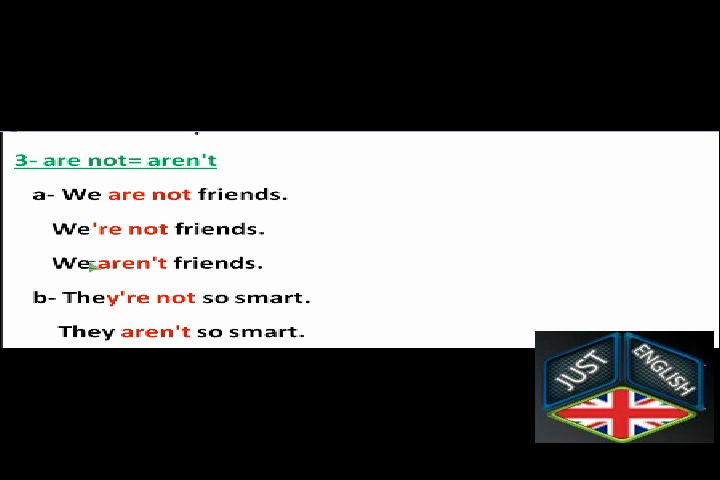 3- are not= aren't
a- We are not friends.
We're not friends.
We aren't friends.
b- They're not so smart.
They aren't so smart.
JUST ENGLISH